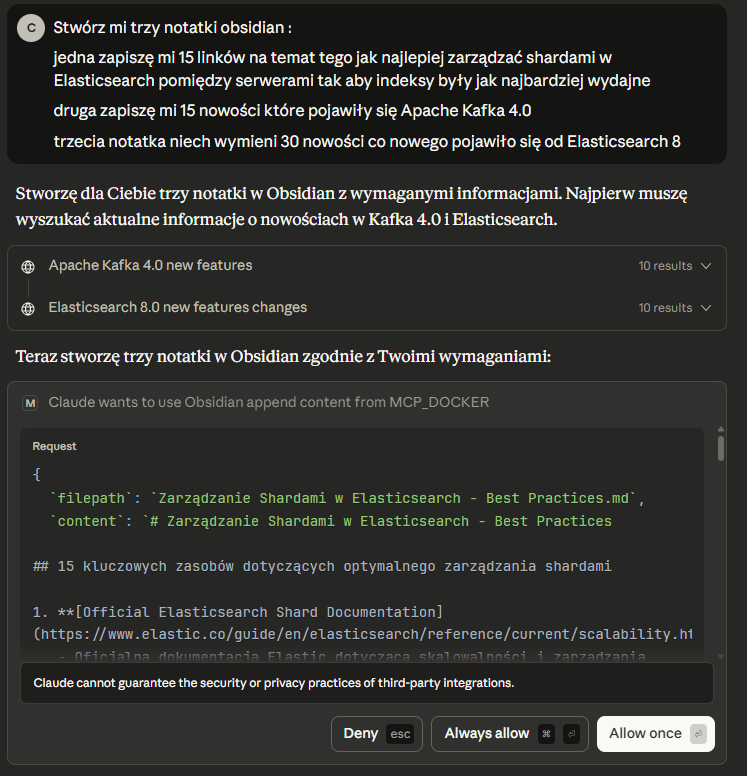 C
Stwórz mi trzy notatki obsidian :
jedna zapiszę mi 15 linków na temat tego jak najlepiej zarządzać shardami w
Elasticsearch pomiędzy serwerami tak aby indeksy były jak najbardziej wydajne
druga zapiszę mi 15 nowości które pojawiły się Apache Kafka 4.0
trzecia notatka niech wymieni 30 nowości co nowego pojawiło się od Elasticsearch 8
Stworzę dla Ciebie trzy notatki w Obsidian z wymaganymi informacjami. Najpierw muszę
wyszukać aktualne informacje o nowościach w Kafka 4.0 i Elasticsearch.
Apache Kafka 4.0 new features 10 results
Elasticsearch 8.0 new features changes 10 results
Teraz stworzę trzy notatki w Obsidian zgodnie z Twoimi wymaganiami:
M Claude wants to use Obsidian append content from MCP_DOCKER
Request
{
`filepath`: `Zarządzanie Shardami w Elasticsearch - Best Practices.md`,
`content`: `# Zarządzanie Shardami w Elasticsearch - Best Practices
## 15 kluczowych zasobów dotyczących optymalnego zarządzania shardami
1. **[Official Elasticsearch Shard Documentation]
(https://www.elastic.co/guide/en/elasticsearch/reference/current/scalability.ht
- Oficjalna dokumentacja Elastic dotycząca skalowalności i zarządzania
Claude cannot guarantee the security or privacy practices of third-party integrations.
Deny esc Always allow ⌘ ⏎ Allow once ⏎